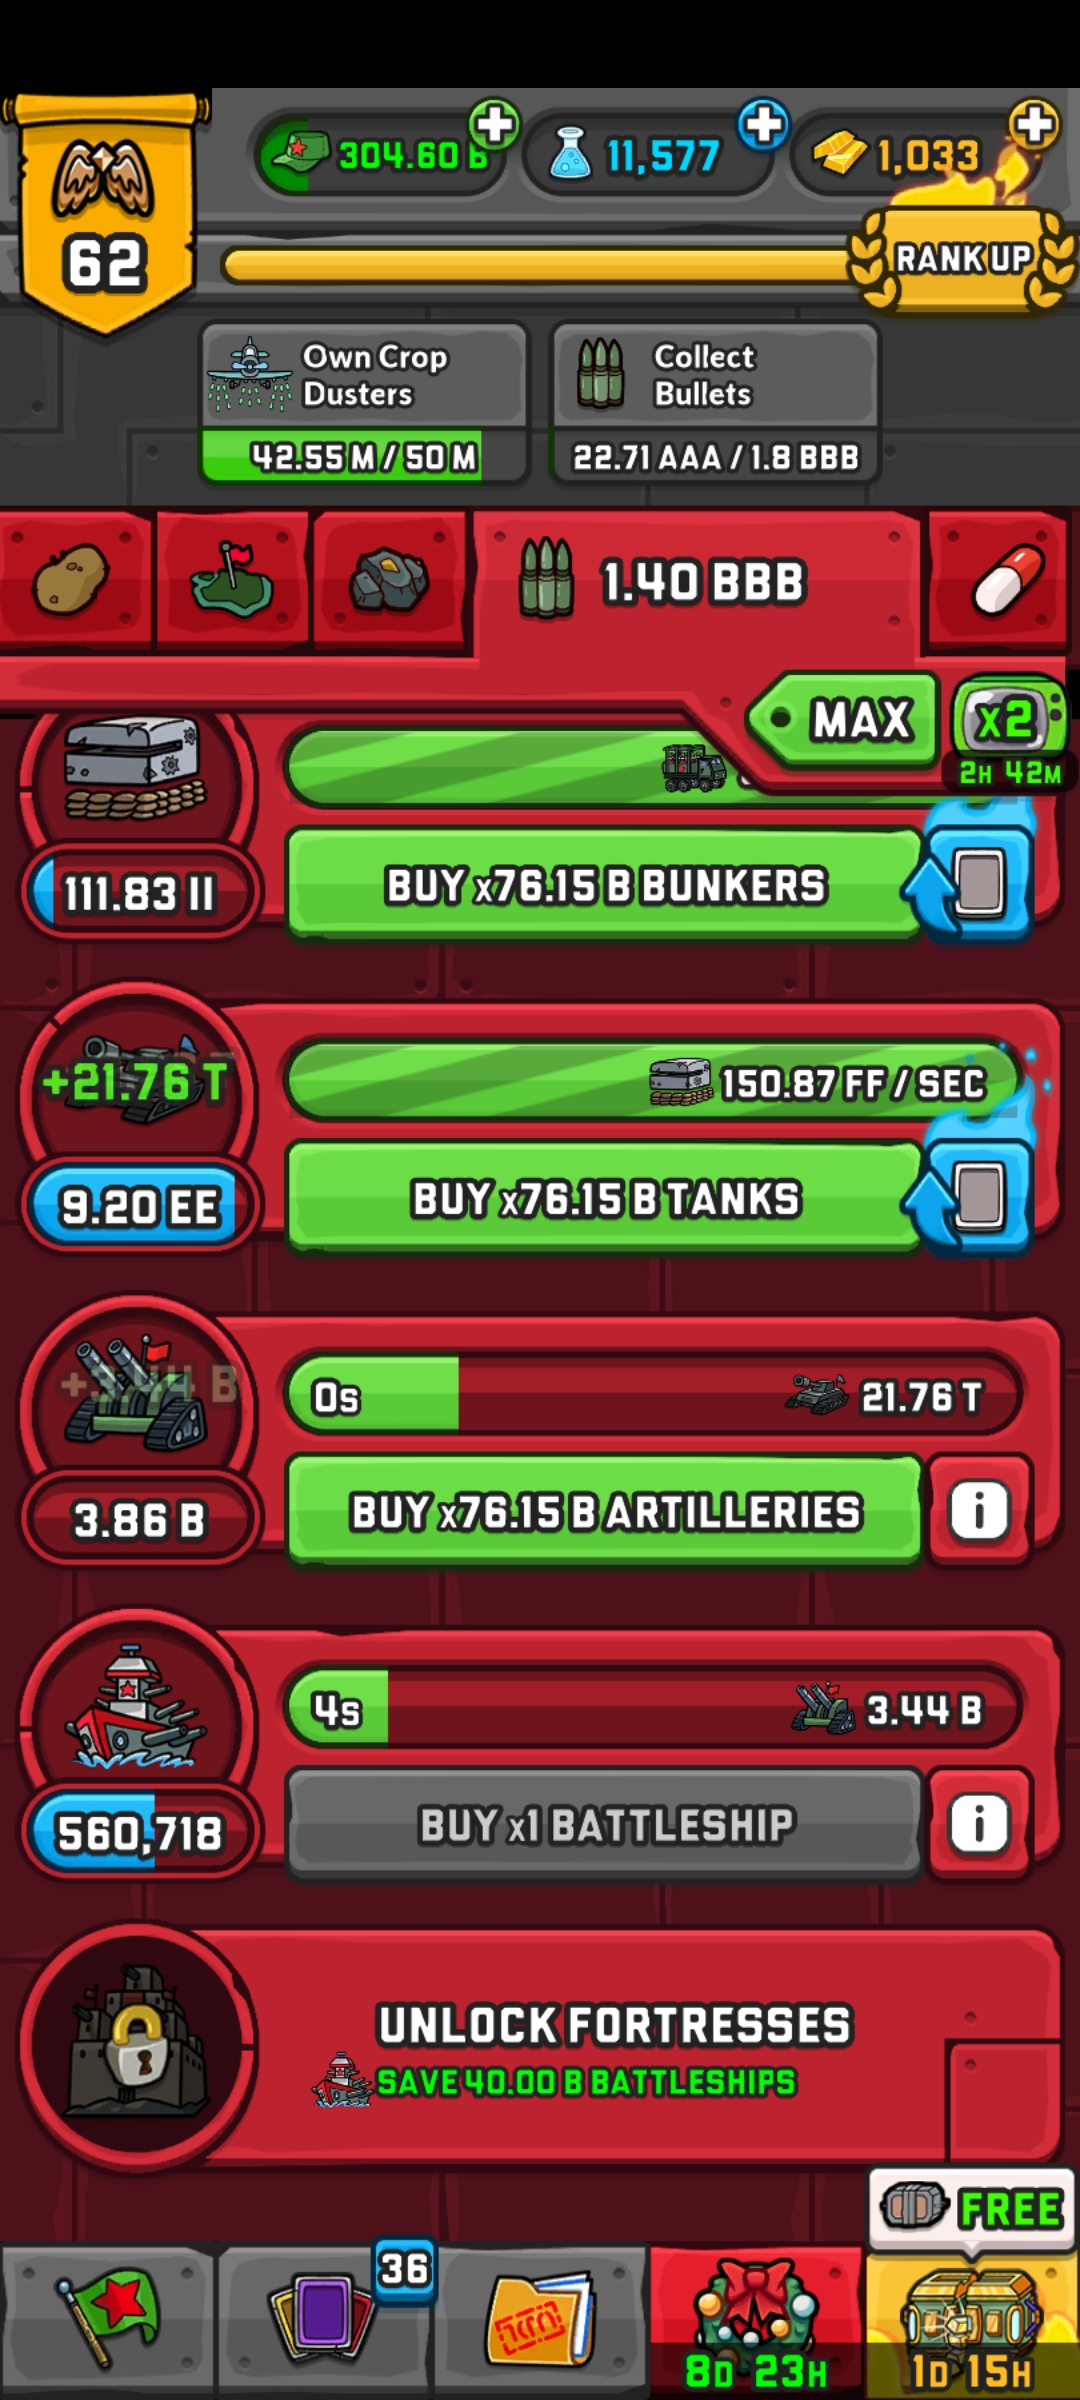 304.60 B
11,577
1,033
62
RANK UP
Own Crop
Dusters
42.55 M / 50 M
Collect
Bullets
22.71 AAA / 1.8 BBB
1.40 BBB
MAX
x2
2H 42M
111.83 II
BUY x76.15 B BUNKERS
+21.76 T
150.87 FF / SEC
9.20 EE
BUY x76.15 B TANKS
0s
21.76 T
3.86 B
BUY x76.15 B ARTILLERIES
4s
3.44 B
560,718
BUY x1 BATTLESHIP
UNLOCK FORTRESSES
SAVE 40.00 B BATTLESHIPS
FREE
36
8D 23H
1D 15H